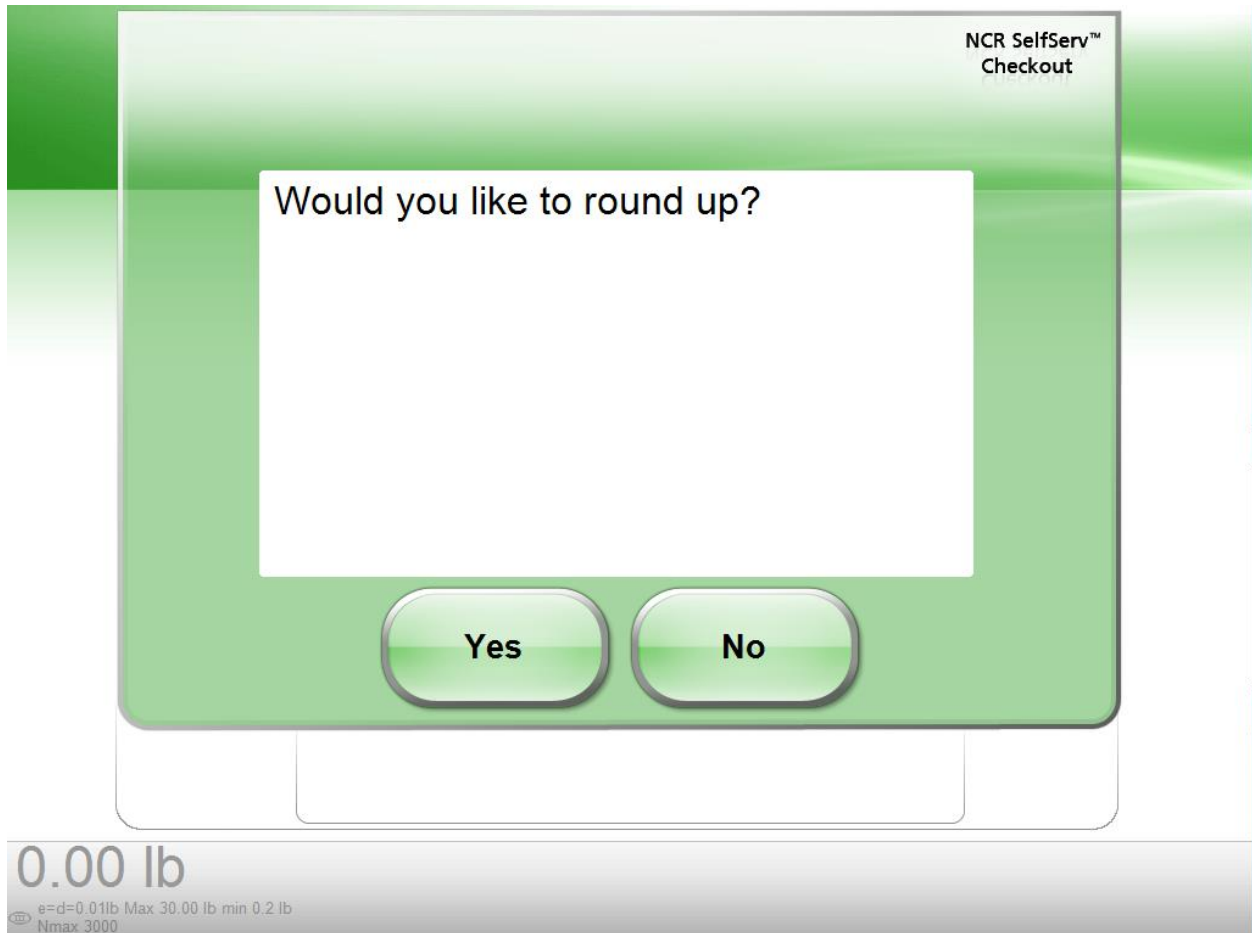 NCR SelfServ™
Checkout
Would you like to round up?
Yes
No
0.00 lb
e=d=0.01lb Max 30.00 lb min 0.2 lb
Nmax 3000